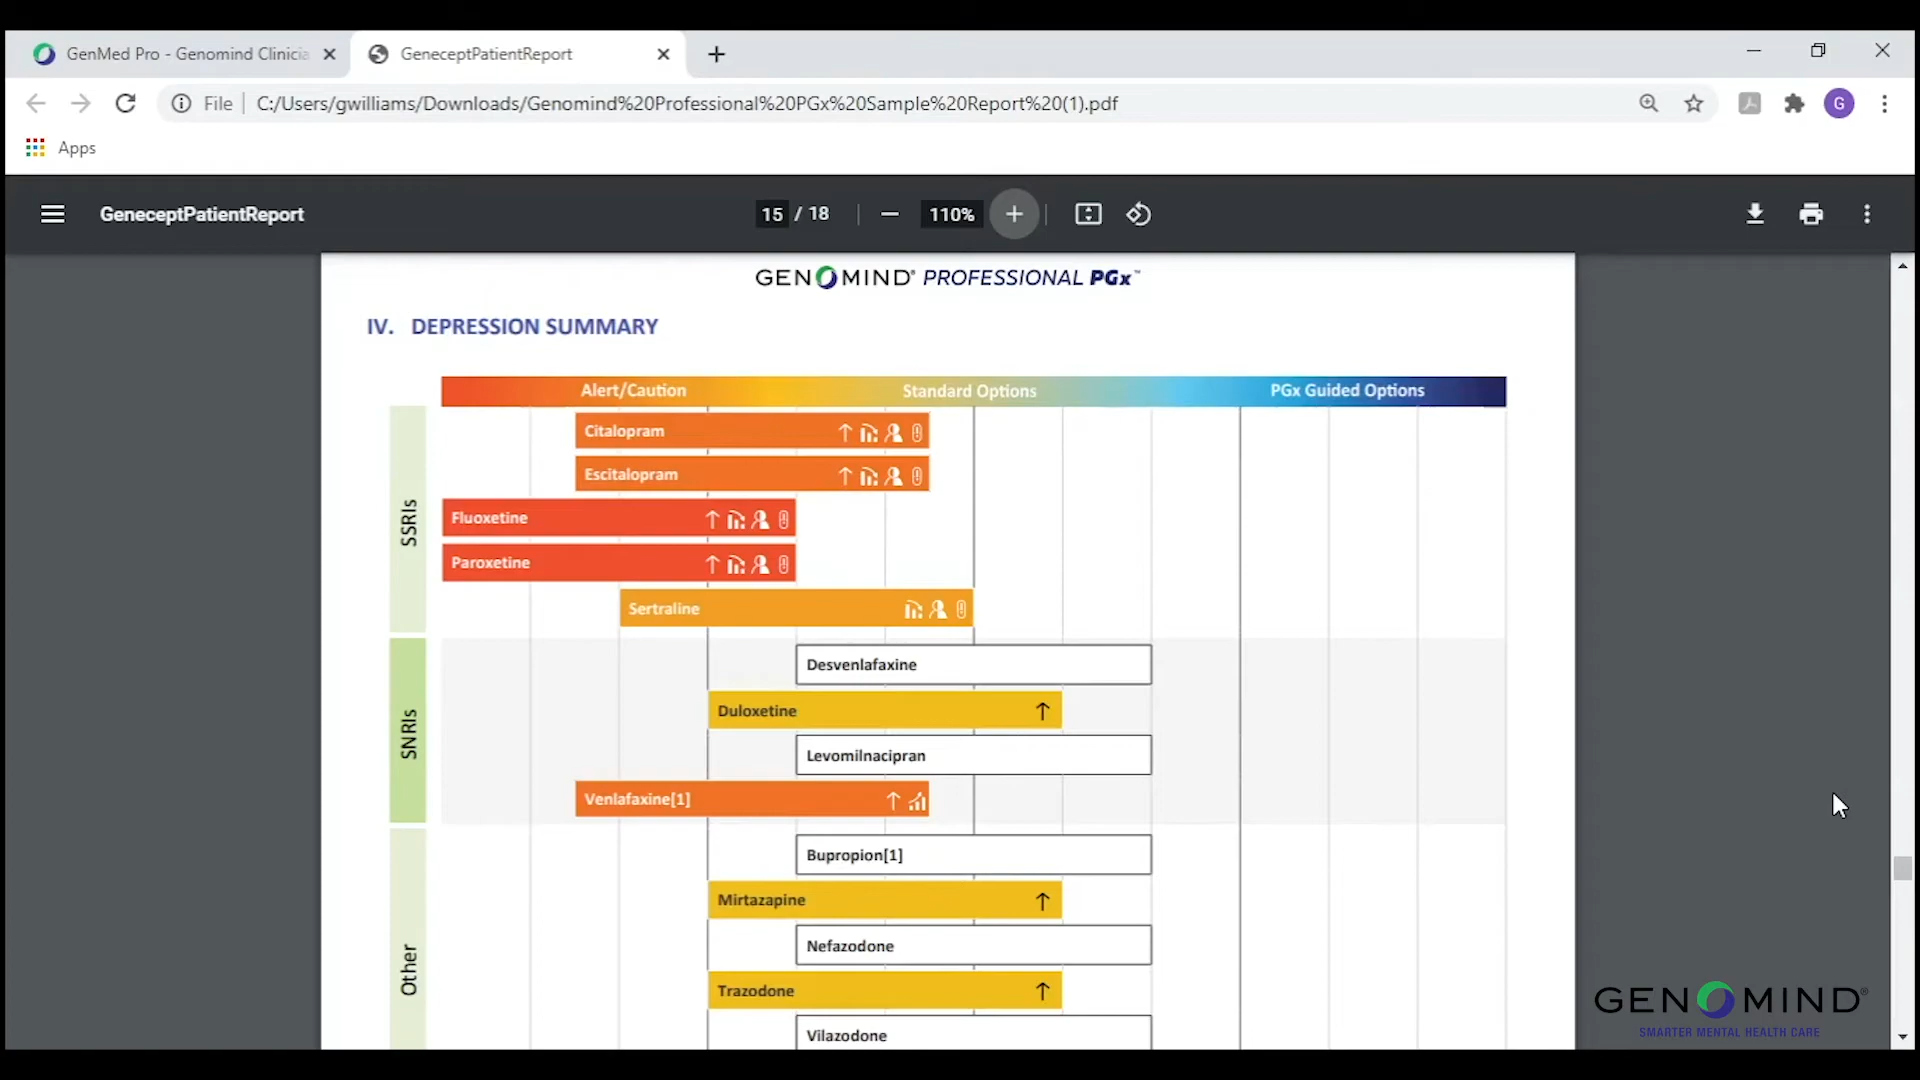 GenMed Pro - Genomind Clinicia
GeneceptPatientReport
File
C:/Users/gwilliams/Downloads/Genomind%20Professional%20PGx%20Sample%20Report%20(1).pdf
G
Apps
GeneceptPatientReport
15 / 18
110%
GENOMIND® PROFESSIONAL PGx™
IV. DEPRESSION SUMMARY
Alert/Caution
Standard Options
PGx Guided Options
SSRIs
Citalopram
Escitalopram
Fluoxetine
Paroxetine
Sertraline
SNRIs
Desvenlafaxine
Duloxetine
Levomilnacipran
Venlafaxine[1]
Other
Bupropion[1]
Mirtazapine
Nefazodone
Trazodone
Vilazodone
GENOMIND®
SMARTER MENTAL HEALTH CARE